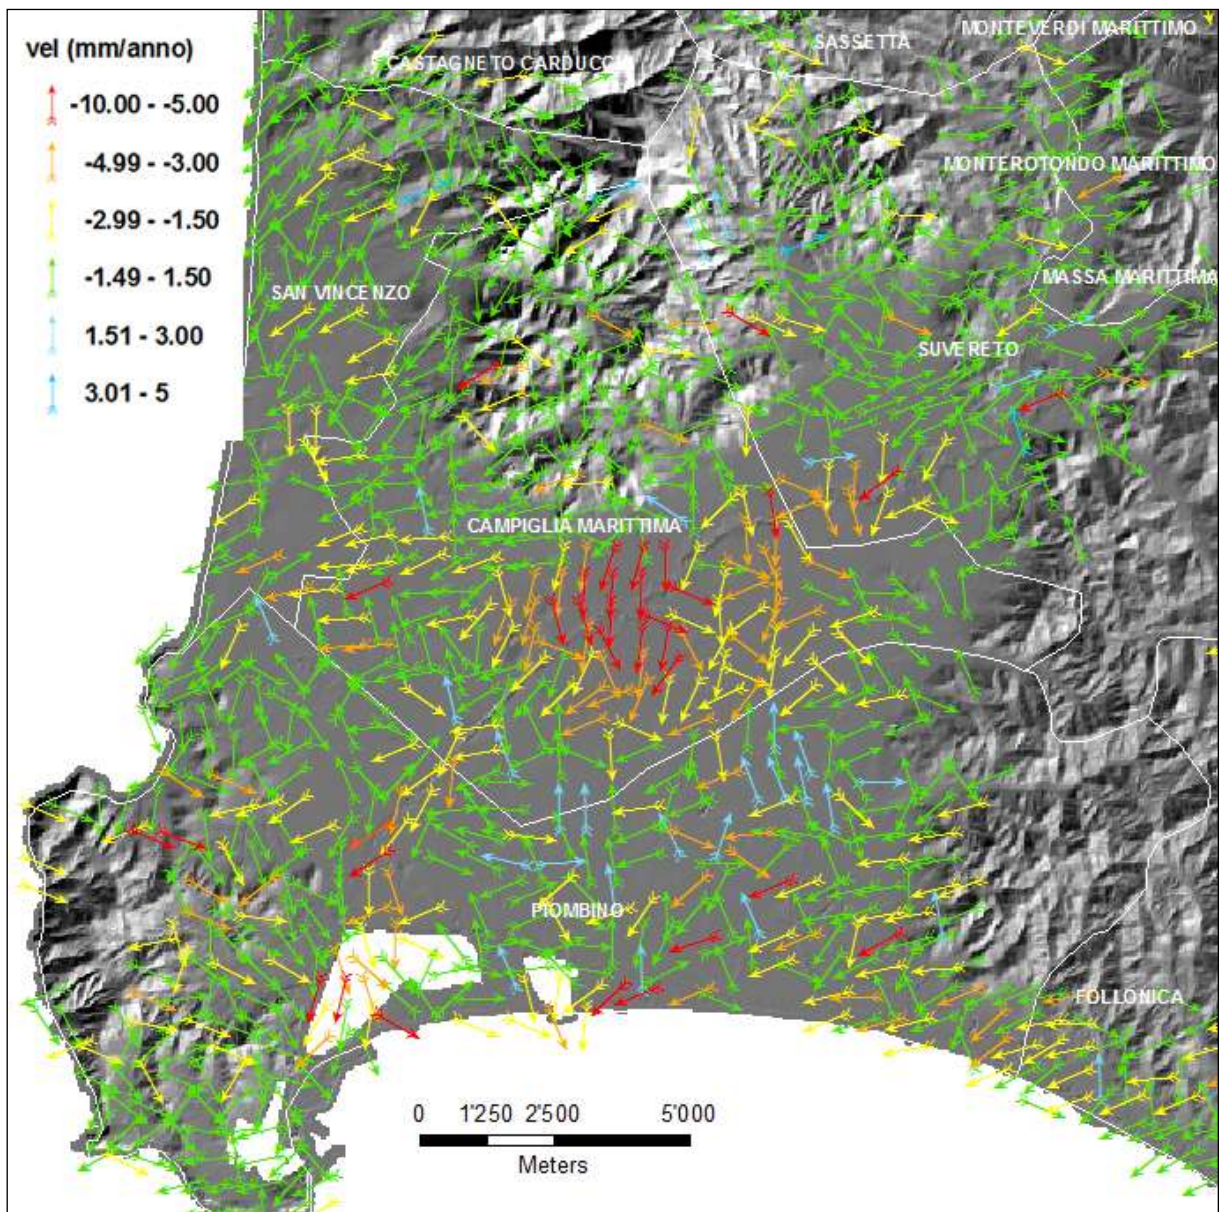 vel (mm/anno)
-10.00 - -5.00
-4.99 - -3.00
-2.99 - -1.50
-1.49 - 1.50
1.51 - 3.00
3.01 - 5
MONTEVERDI MARITTIMO
SASSETTA
CASTAGNETO CARDUCCI
MONTEROTONDO MARITTIMO
MASSA MARITTIMA
SAN VINCENZO
SUVERETO
CAMPIGLIA MARITTIMA
PIOMBINO
FOLLONICA
0 1'250 2'500 5'000
Meters